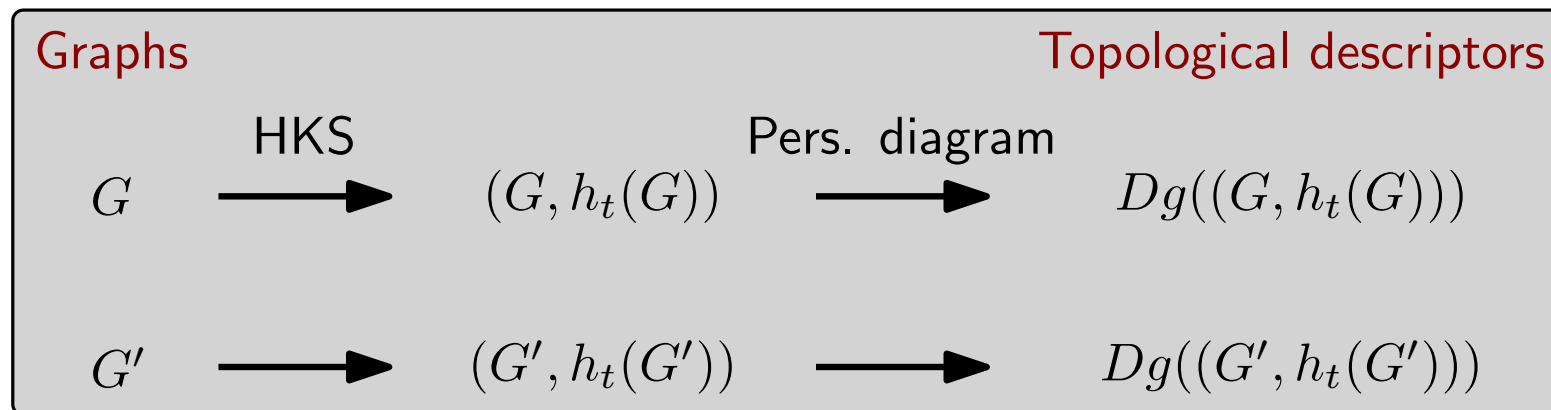 Graphs Topological descriptors
HKS Pers. diagram
G (G, h_t(G)) Dg((G, h_t(G)))
G′ (G′, h_t(G′)) Dg((G′, h_t(G′)))